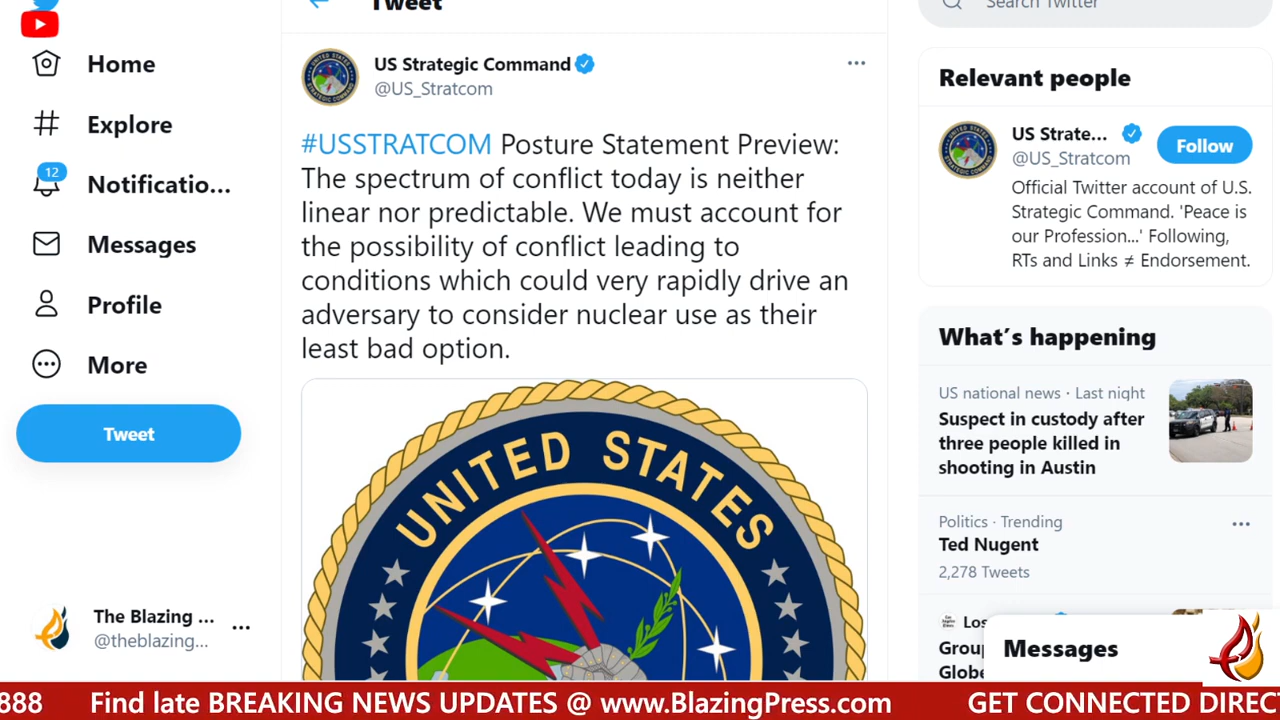 Tweet
Search Twitter
Home
Explore
12
Notificatio...
Messages
Profile
More
Tweet
The Blazing ...
@theblazing...
US Strategic Command
@US_Stratcom
#USSTRATCOM Posture Statement Preview:
The spectrum of conflict today is neither
linear nor predictable. We must account for
the possibility of conflict leading to
conditions which could very rapidly drive an
adversary to consider nuclear use as their
least bad option.
UNITED STATES
Relevant people
US Strate...
Follow
@US_Stratcom
Official Twitter account of U.S.
Strategic Command. 'Peace is
our Profession...' Following,
RTs and Links ≠ Endorsement.
What's happening
US national news · Last night
Suspect in custody after
three people killed in
shooting in Austin
Politics · Trending
Ted Nugent
2,278 Tweets
Los
Group
Globe
Messages
888 Find late BREAKING NEWS UPDATES @ www.BlazingPress.com GET CONNECTED DIREC